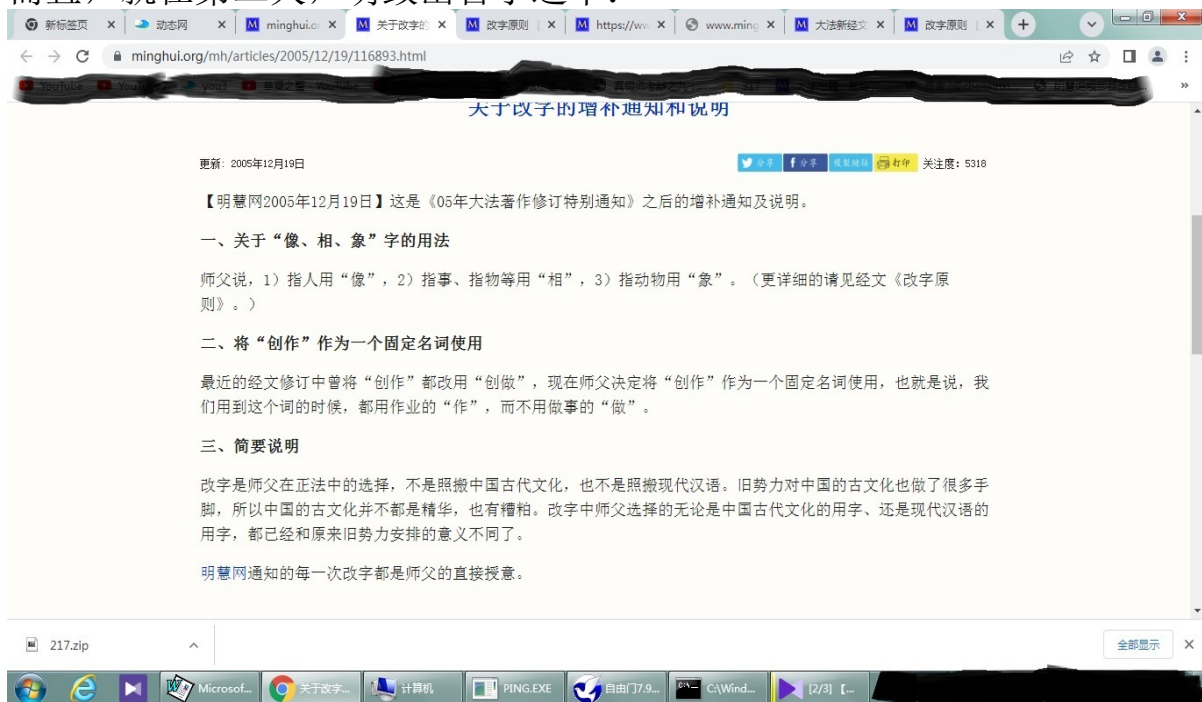 新标签页 动态网 minghui.o 关于改字的 改字原则 https://ww www.ming 大法新经文 改字原则
minghui.org/mh/articles/2005/12/19/116893.html
YouTube
关于改字的增补通知和说明
更新: 2005年12月19日 分享 分享 打印 关注度: 5318
【明慧网2005年12月19日】这是《05年大法著作修订特别通知》之后的增补通知及说明。
一、关于“像、相、象”字的用法
师父说，1）指人用“像”，2）指事、指物等用“相”，3）指动物用“象”。（更详细的请见经文《改字原
则》。）
二、将“创作”作为一个固定名词使用
最近的经文修订中曾将“创作”都改用“创做”，现在师父决定将“创作”作为一个固定名词使用，也就是说，我
们用到这个词的时候，都用作业的“作”，而不用做事的“做”。
三、简要说明
改字是师父在正法中的选择，不是照搬中国古代文化，也不是照搬现代汉语。旧势力对中国的古文化也做了很多手
脚，所以中国的古文化并不都是精华，也有糟粕。改字中师父选择的无论是中国古代文化的用字、还是现代汉语的
用字，都已经和原来旧势力安排的意义不同了。
明慧网通知的每一次改字都是师父的直接授意。
217.zip 全部显示
Microsof... 关于改字... 计算机 PING.EXE 自由门7.9... C:\Wind... [2/3] [...